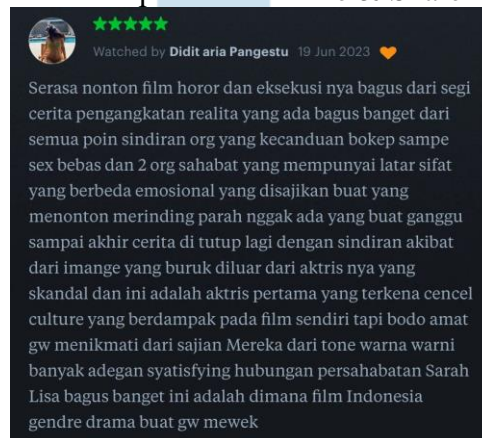 Watched by Didit aria Pangestu 19 Jun 2023
Serasa nonton film horor dan eksekusi nya bagus dari segi
cerita pengangkatan realita yang ada bagus banget dari
semua poin sindiran org yang kecanduan bokep sampe
sex bebas dan 2 org sahabat yang mempunyai latar sifat
yang berbeda emosional yang disajikan buat yang
menonton merinding parah nggak ada yang buat ganggu
sampai akhir cerita di tutup lagi dengan sindiran akibat
dari imange yang buruk diluar dari aktris nya yang
skandal dan ini adalah aktris pertama yang terkena cencel
culture yang berdampak pada film sendiri tapi bodo amat
gw menikmati dari sajian Mereka dari tone warna warni
banyak adegan syatisfying hubungan persahabatan Sarah
Lisa bagus banget ini adalah dimana film Indonesia
gendre drama buat gw mewek